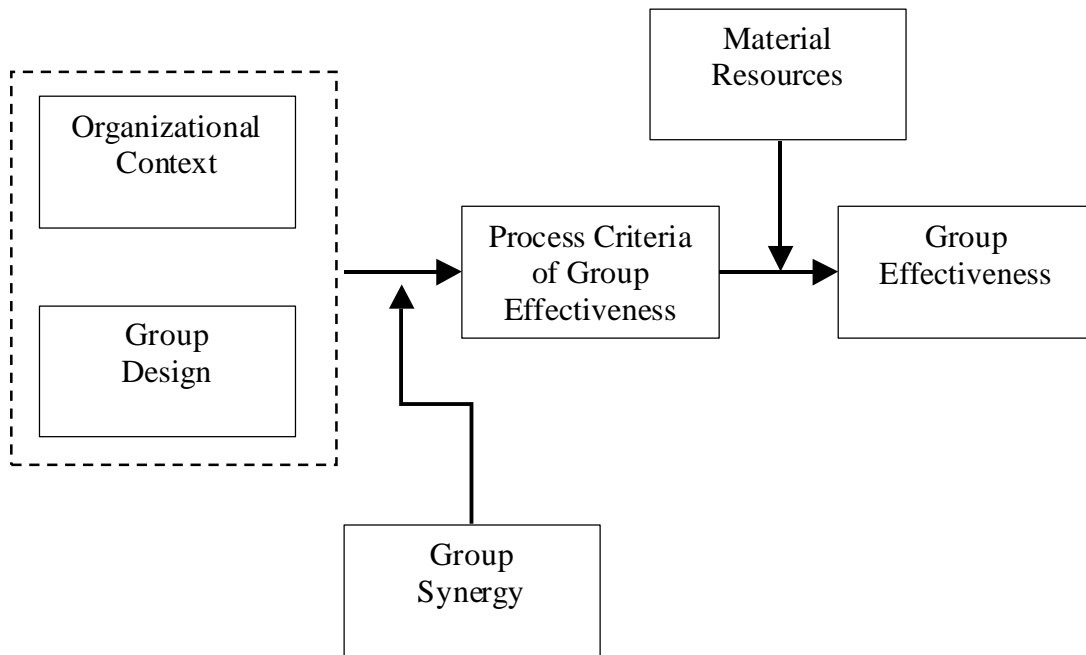 Material
Resources
Organizational
Context
Process Criteria
of Group
Effectiveness
Group
Effectiveness
Group
Design
Group
Synergy